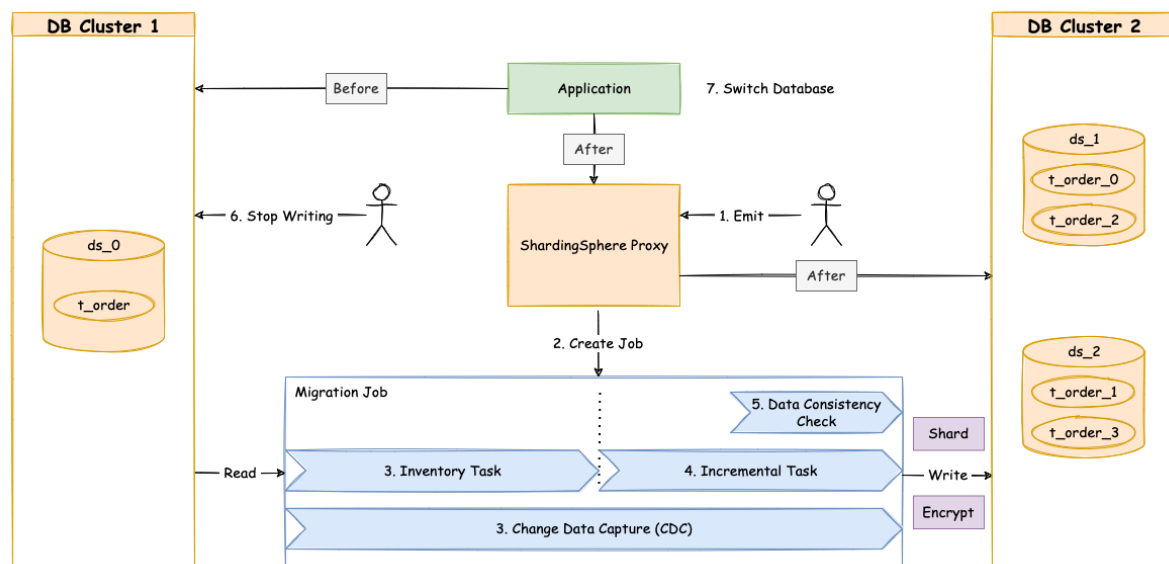 DB Cluster 1
DB Cluster 2
Before
Application
7. Switch Database
After
ds_1
t_order_0
t_order_2
6. Stop Writing
1. Emit
ShardingSphere Proxy
After
ds_0
t_order
2. Create Job
ds_2
t_order_1
t_order_3
Migration Job
5. Data Consistency
Check
Shard
Read
3. Inventory Task
4. Incremental Task
Write
Encrypt
3. Change Data Capture (CDC)